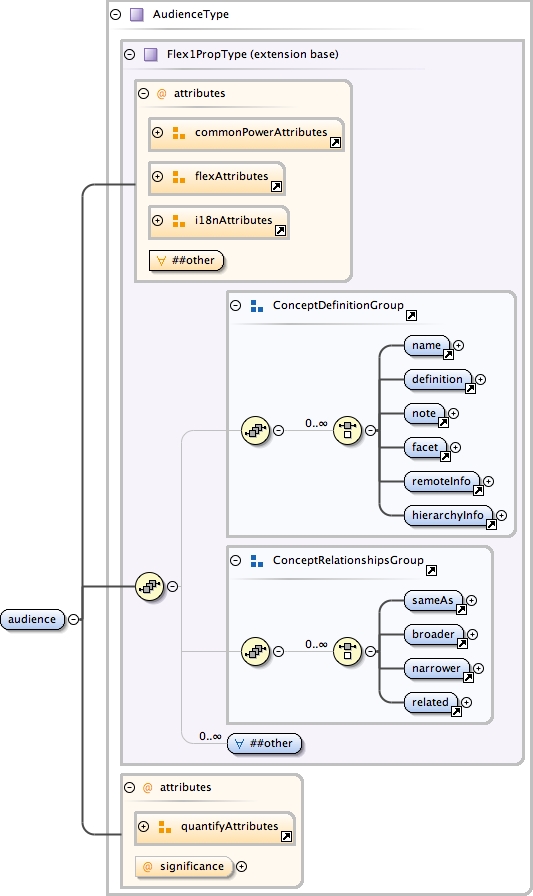 AudienceType
Flex1PropType (extension base)
@ attributes
commonPowerAttributes
flexAttributes
i18nAttributes
∀ ##other
ConceptDefinitionGroup
name
definition
0..∞
note
facet
remoteInfo
hierarchyInfo
ConceptRelationshipsGroup
sameAs
audience
broader
0..∞
narrower
related
0..∞ ∀ ##other
@ attributes
quantifyAttributes
@ significance